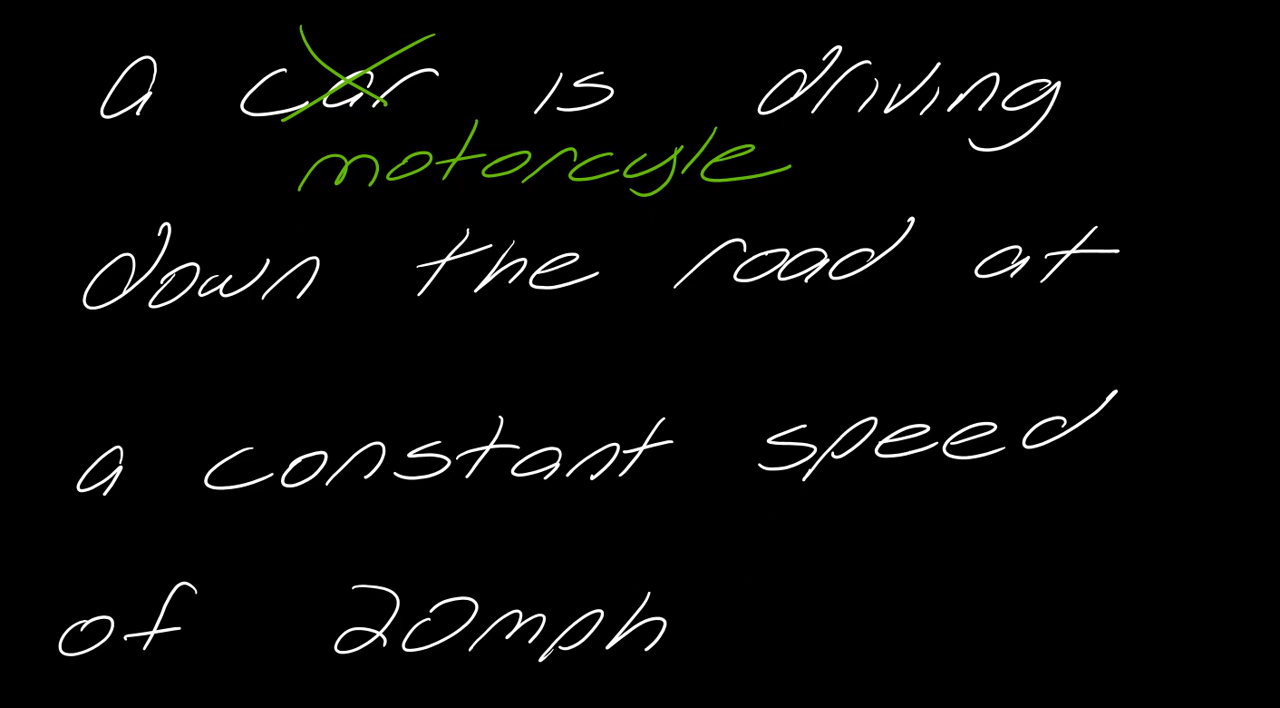 A car is driving
motorcyle
down the road at
a constant speed
of 20mph